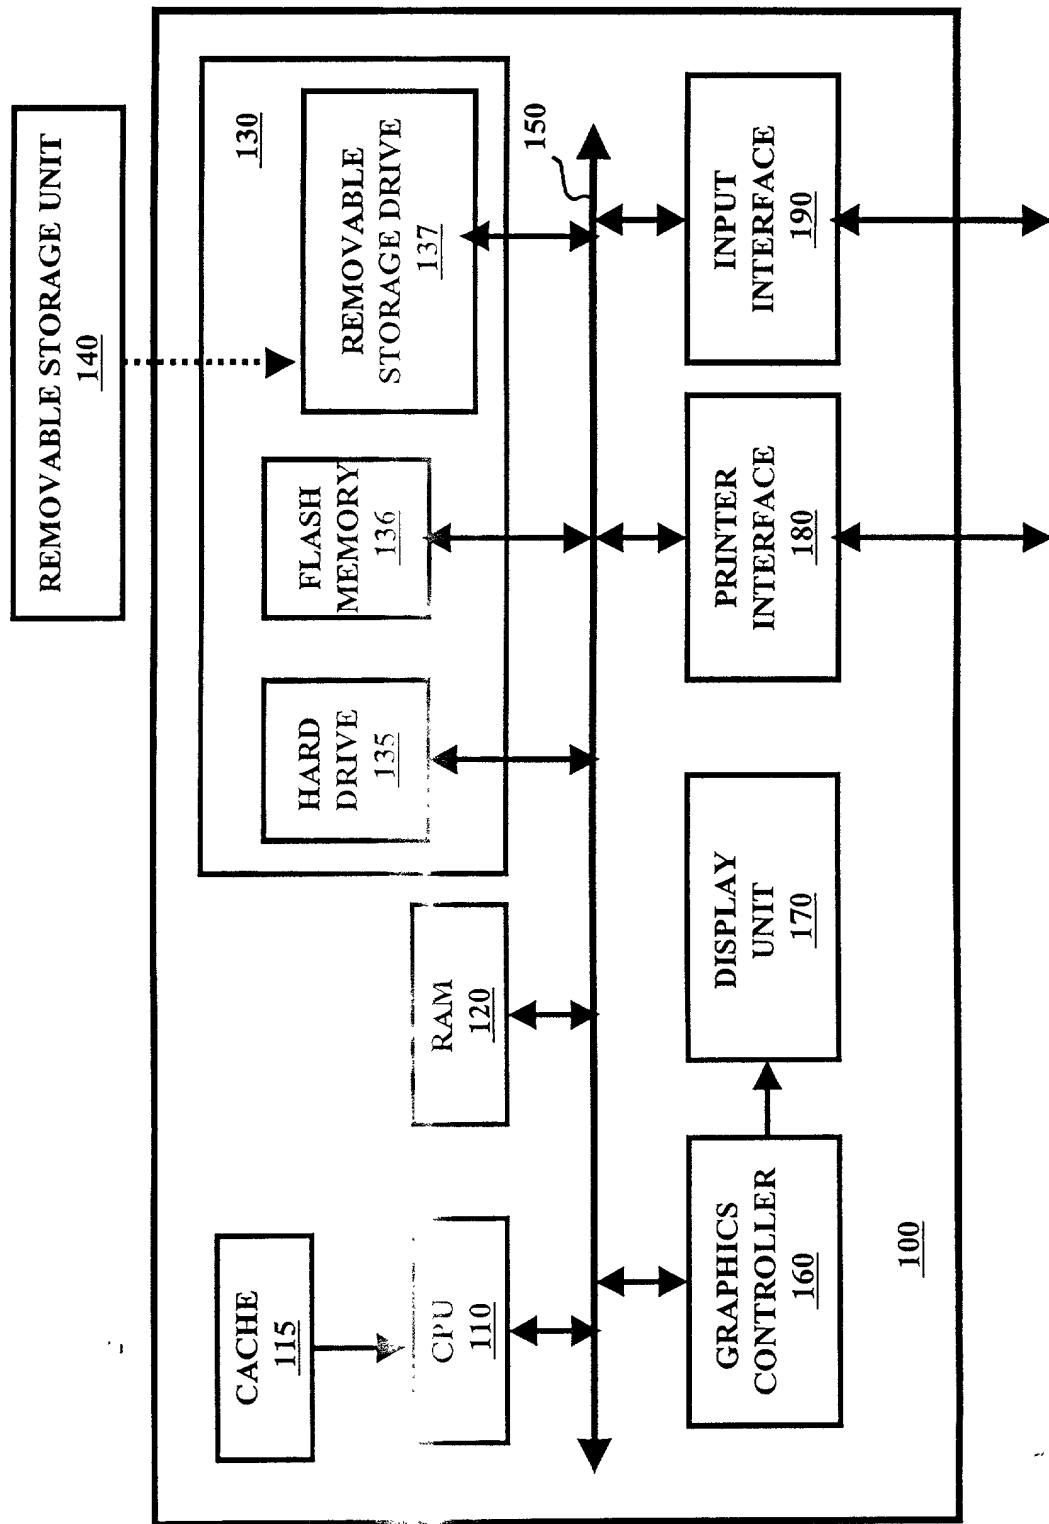 REMOVABLE STORAGE UNIT
140
CACHE
115
CPU
110
RAM
120
130
HARD
DRIVE
135
FLASH
MEMORY
136
REMOVABLE
STORAGE DRIVE
137
150
GRAPHICS
CONTROLLER
160
DISPLAY
UNIT
170
PRINTER
INTERFACE
180
INPUT
INTERFACE
190
100